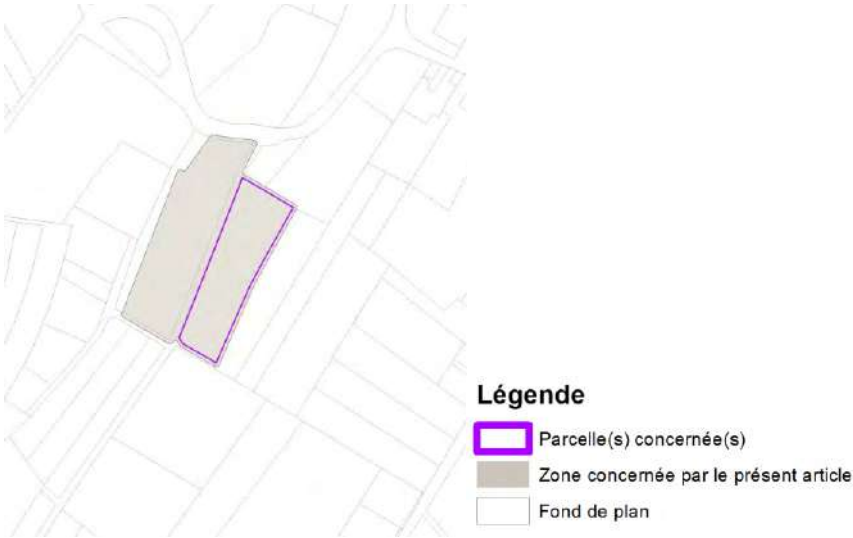 Légende
Parcelle(s) concernée(s)
Zone concernée par le présent article
Fond de plan